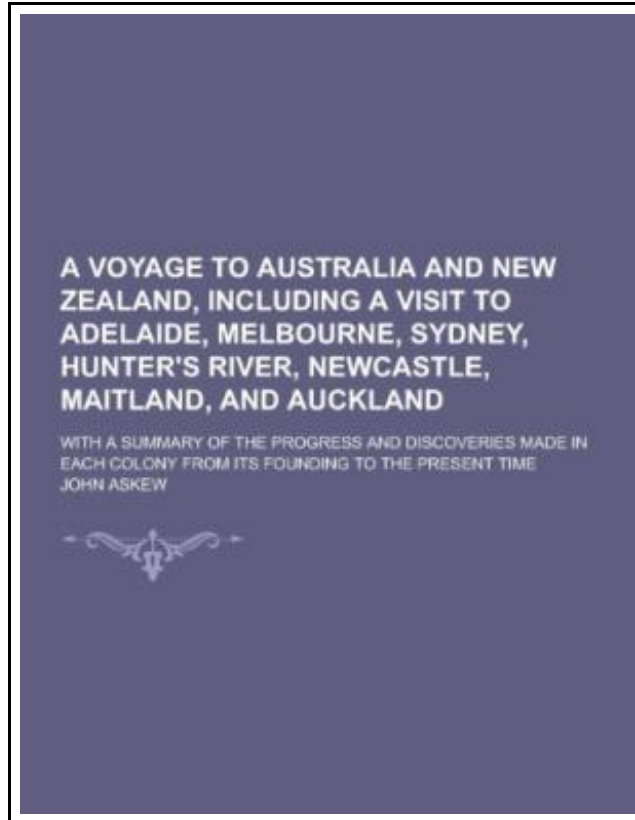 A VOYAGE TO AUSTRALIA AND NEW
ZEALAND, INCLUDING A VISIT TO
ADELAIDE, MELBOURNE, SYDNEY,
HUNTER'S RIVER, NEWCASTLE,
MAITLAND, AND AUCKLAND
WITH A SUMMARY OF THE PROGRESS AND DISCOVERIES MADE IN
EACH COLONY FROM ITS FOUNDING TO THE PRESENT TIME
JOHN ASKEW